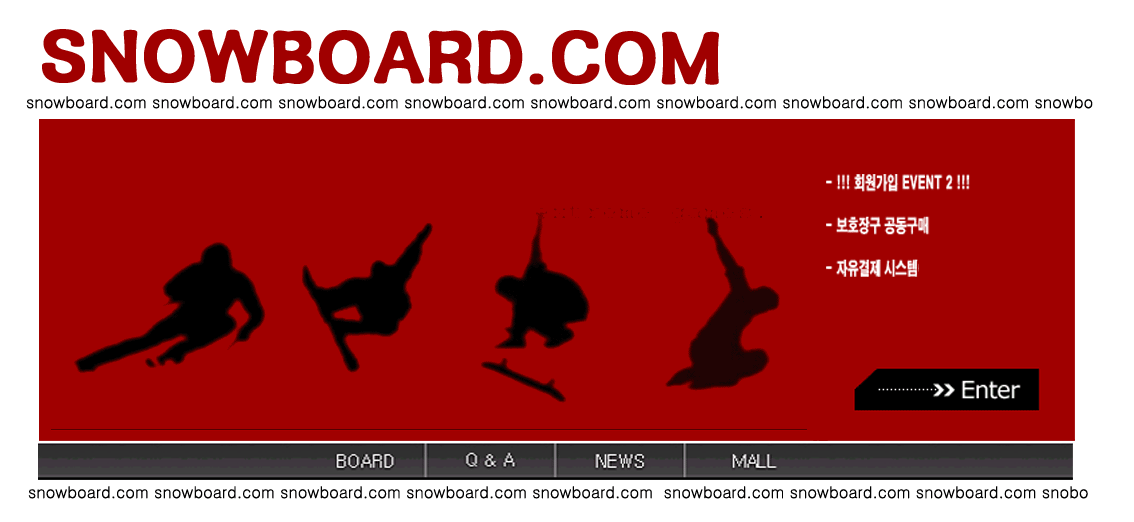 SNOWBOARD.COM
snowboard.com snowboard.com snowboard.com snowboard.com snowboard.com snowboard.com snowboard.com snowboard.com snowbo
- !!! 회원가입 EVENT 2 !!!
- 보호장구 공동구매
- 자유결제 시스템
Enter
BOARD Q & A NEWS MALL
snowboard.com snowboard.com snowboard.com snowboard.com snowboard.com snowboard.com snowboard.com snowboard.com snobo